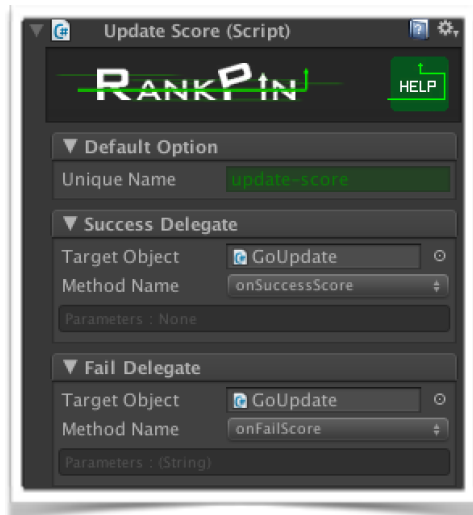 Update Score (Script)
RANKPIN
HELP
Default Option
Unique Name update-score
Success Delegate
Target Object GoUpdate
Method Name onSuccessScore
Parameters : None
Fail Delegate
Target Object GoUpdate
Method Name onFailScore
Parameters : (String)